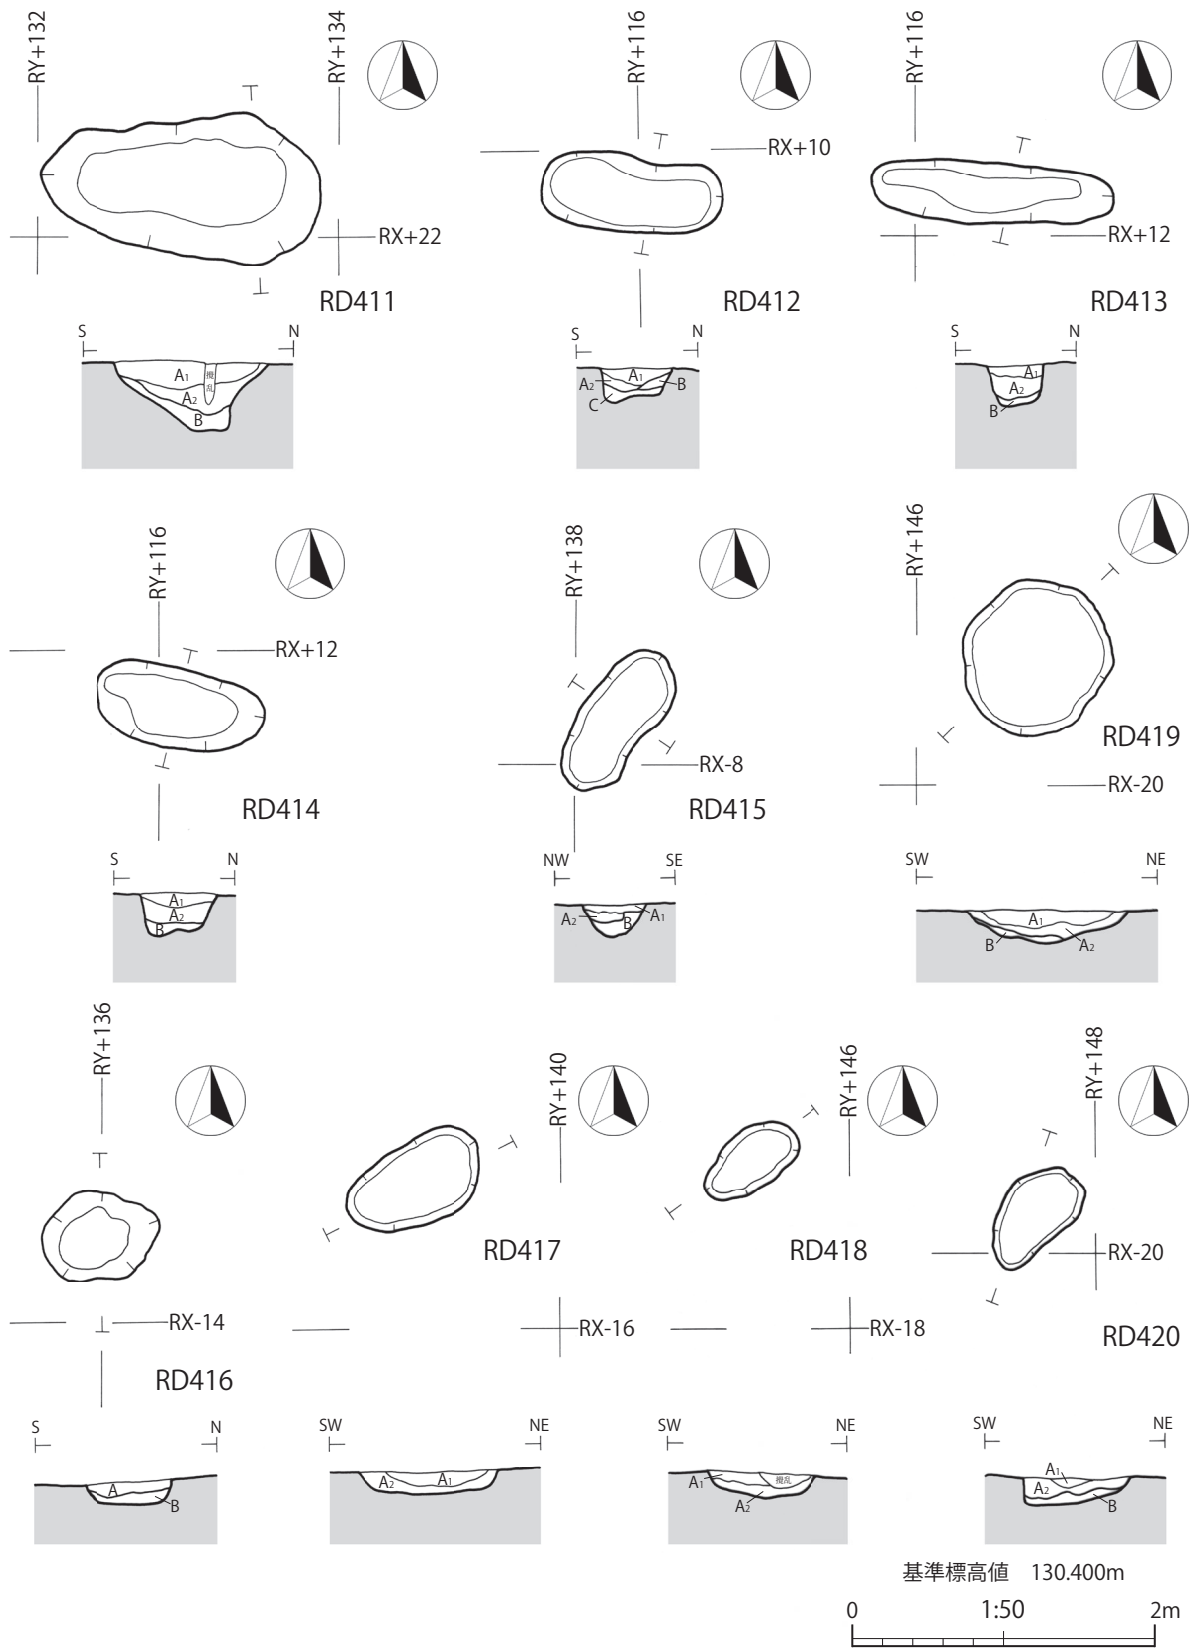 RY+132
RY+134
RX+22
RD411
S N
A1
攪乱
A2
B
RY+116
RX+10
RD412
S N
A2 A1 B
C
RY+116
RX+12
RD413
S N
A1
A2
B
RY+116
RX+12
RD414
S N
A1
A2
B
RY+138
RX-8
RD415
NW SE
A2 B A1
RY+146
RD419
RX-20
SW NE
A1
B A2
RY+136
RX-14
RD416
S N
A B
RY+140
RD417
RX-16
SW NE
A2 A1
RY+146
RD418
RX-18
SW NE
A1 攪乱
A2
RY+148
RX-20
RD420
SW NE
A1
A2 B
基準標高値 130.400m
0 1:50 2m